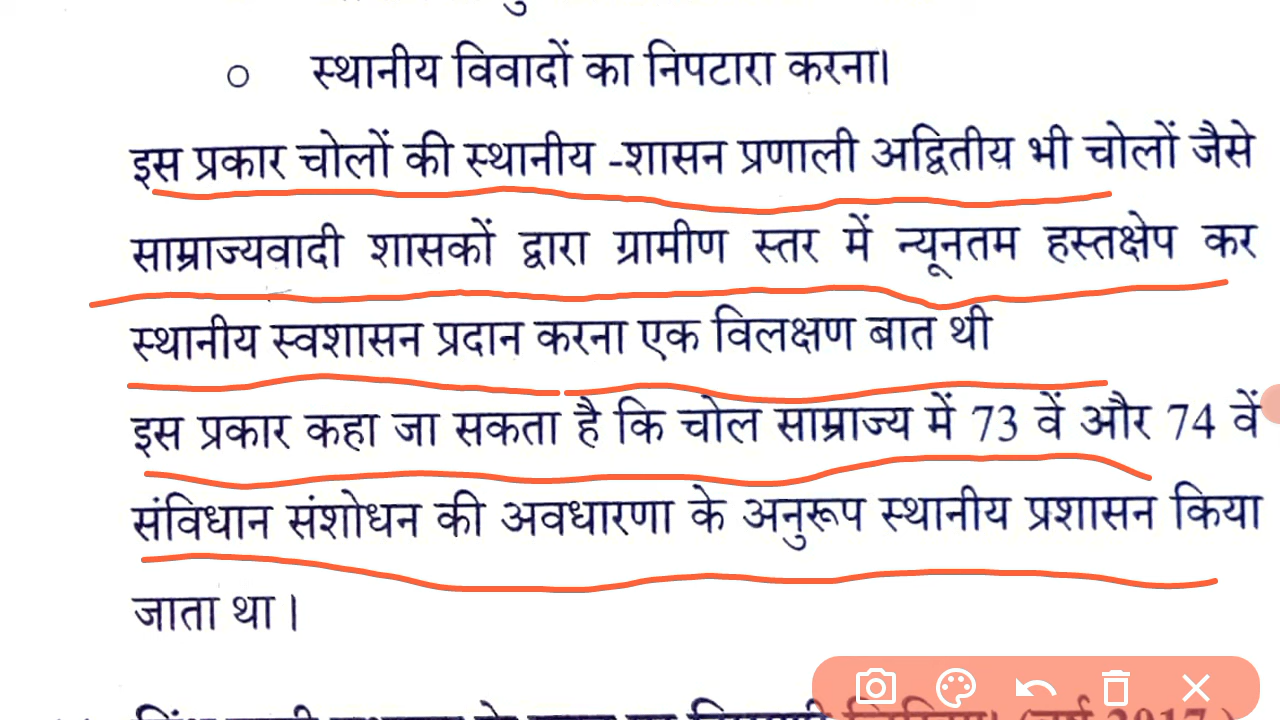 ○ स्थानीय विवादों का निपटारा करना।
इस प्रकार चोलों की स्थानीय -शासन प्रणाली अद्वितीय भी चोलों जैसे
साम्राज्यवादी शासकों द्वारा ग्रामीण स्तर में न्यूनतम हस्तक्षेप कर
स्थानीय स्वशासन प्रदान करना एक विलक्षण बात थी
इस प्रकार कहा जा सकता है कि चोल साम्राज्य में 73 वें और 74 वें
संविधान संशोधन की अवधारणा के अनुरूप स्थानीय प्रशासन किया
जाता था।